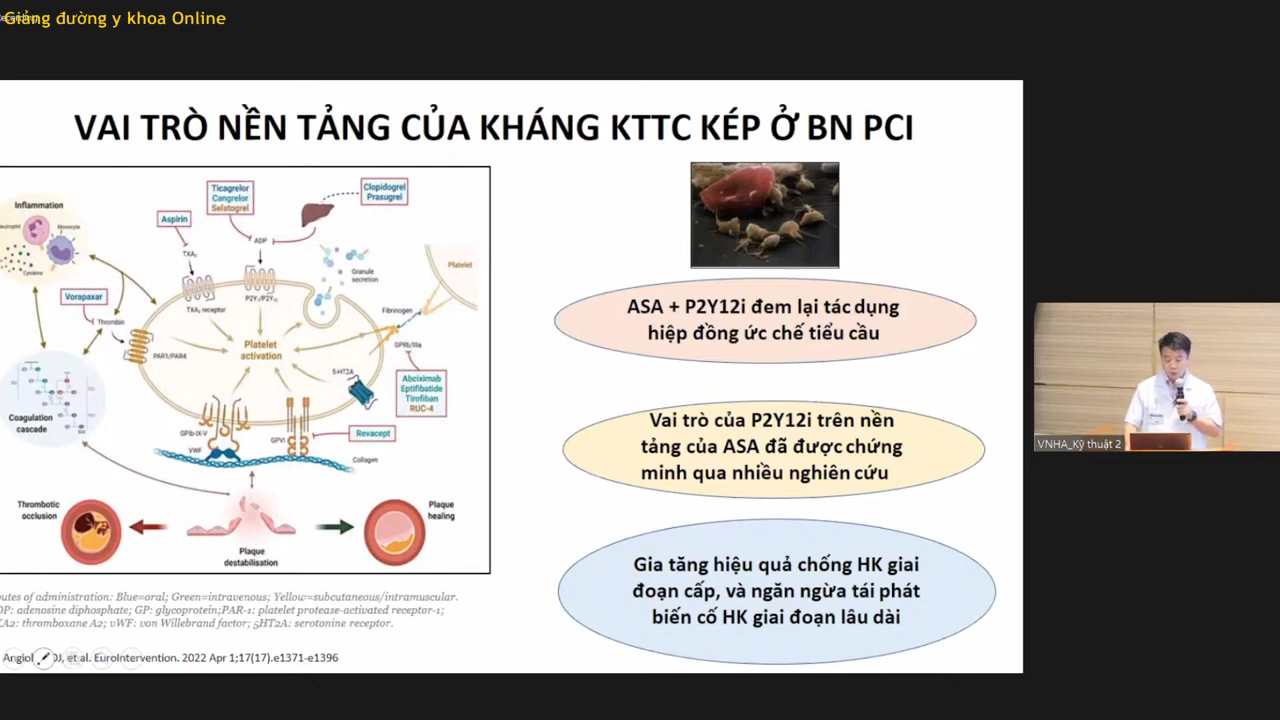 Giảng đường y khoa Online
VAI TRÒ NỀN TẢNG CỦA KHÁNG KTTC KÉP Ở BN PCI
Inflammation
Monocyte
Cytokine
Vorapaxar
Thrombin
Coagulation
cascade
Aspirin
TXA₂
TXA₂ receptor
Ticagrelor
Cangrelor
Selatogrel
Clopidogrel
Prasugrel
ADP
P2Y₁/P2Y₁₂
Granule
secretion
Platelet
Fibrinogen
GPIIb/IIIa
PAR1/PAR4
Platelet
activation
5-HT2A
Abciximab
Eptifibatide
Tirofiban
RUC-4
GPIb-IX-V
GPVI
Revacept
VWF
Collagen
Thrombotic
occlusion
Plaque
destabilisation
Plaque
healing
utes of administration: Blue=oral; Green=intravenous; Yellow=subcutaneous/intramuscular.
DP: adenosine diphosphate; GP: glycoprotein;PAR-1: platelet protease-activated receptor-1;
XA2: thromboxane A2; vWF: von Willebrand factor; 5HT2A: serotonine receptor.
Angiol DJ, et al. EuroIntervention. 2022 Apr 1;17(17).e1371-e1396
ASA + P2Y12i đem lại tác dụng
hiệp đồng ức chế tiểu cầu
Vai trò của P2Y12i trên nền
tảng của ASA đã được chứng
minh qua nhiều nghiên cứu
Gia tăng hiệu quả chống HK giai
đoạn cấp, và ngăn ngừa tái phát
biến cố HK giai đoạn lâu dài
VNHA_Kỹ thuật 2